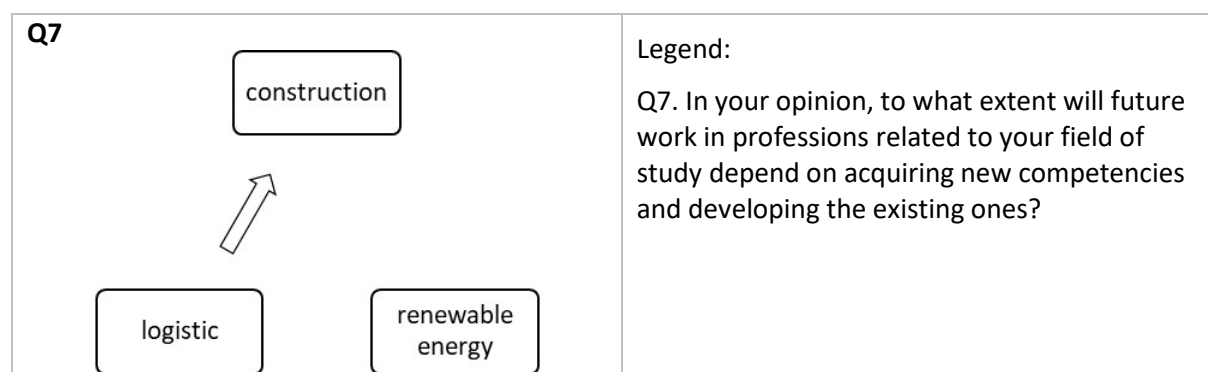 Q7
construction
logistic
renewable
energy
Legend:
Q7. In your opinion, to what extent will future
work in professions related to your field of
study depend on acquiring new competencies
and developing the existing ones?